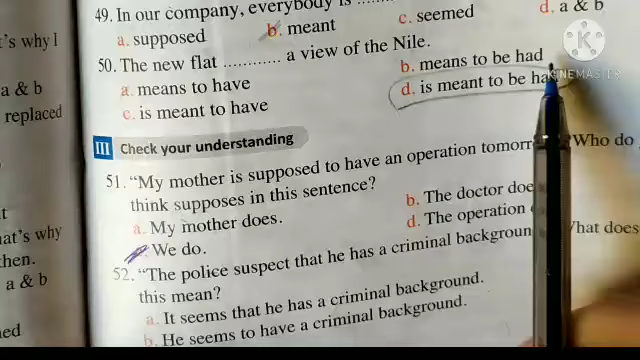 49. In our company, everybody is ........
a. supposed
b. meant
c. seemed
d. a & b
50. The new flat ............ a view of the Nile.
a. means to have
b. means to be had
c. is meant to have
d. is meant to be had
III Check your understanding
51. "My mother is supposed to have an operation tomorr Who do
think supposes in this sentence?
a. My mother does.
b. The doctor doe
We do.
d. The operation
52. "The police suspect that he has a criminal backgroun hat does
this mean?
a. It seems that he has a criminal background.
b. He seems to have a criminal background.
's why I
a & b
replaced
t
at's why
hen.
a & b
ed
KINEMASTER